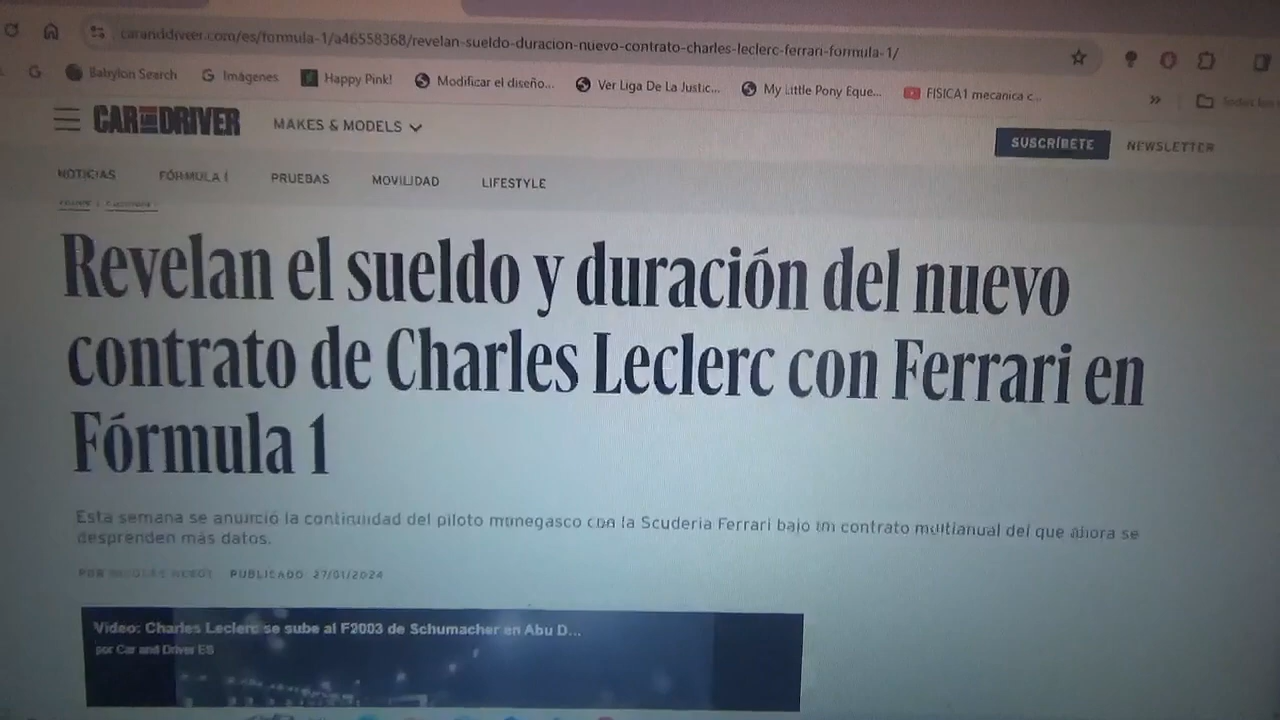 caranddriver.com/es/formula-1/a46558368/revelan-sueldo-duracion-nuevo-contrato-charles-leclerc-ferrari-formula-1/
G Babylon Search G Imágenes Happy Pink! Modificar el diseño... Ver Liga De La Justic... My Little Pony Eque... FISICA1 mecanica c... »
CAR AND DRIVER MAKES & MODELS SUSCRÍBETE NEWSLETTER
NOTICIAS FÓRMULA 1 PRUEBAS MOVILIDAD LIFESTYLE
Revelan el sueldo y duración del nuevo
contrato de Charles Leclerc con Ferrari en
Fórmula 1
Esta semana se anunció la continuidad del piloto monegasco con la Scuderia Ferrari bajo un contrato multianual del que ahora se
desprenden más datos.
POR PUBLICADO 27/01/2024
Video: Charles Leclerc se sube al F2003 de Schumacher en Abu D...
por Car and Driver ES